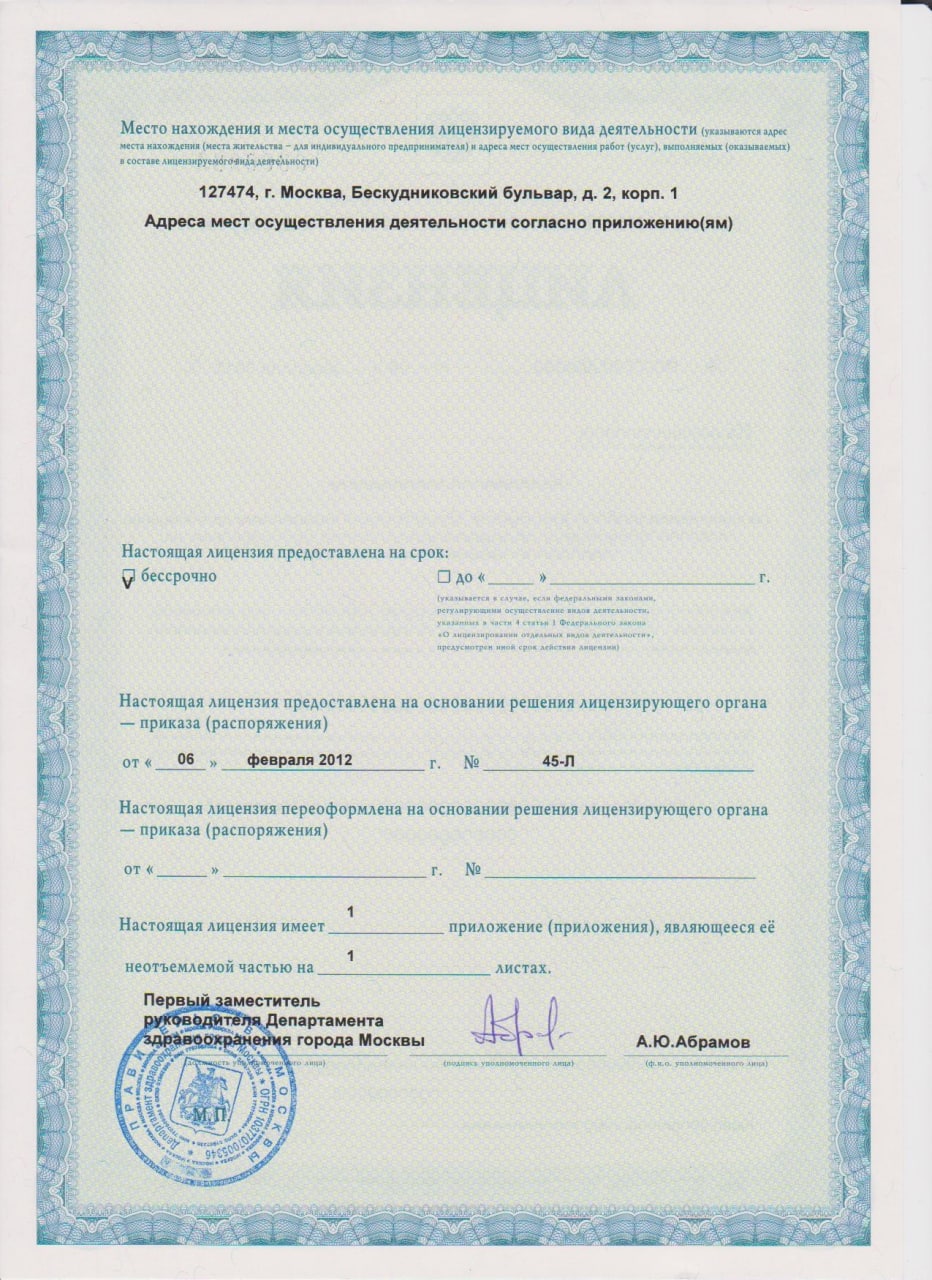 Место нахождения и места осуществления лицензируемого вида деятельности (указываются адрес
места нахождения (места жительства – для индивидуального предпринимателя) и адреса мест осуществления работ (услуг), выполняемых (оказываемых)
в составе лицензируемого вида деятельности)
127474, г. Москва, Бескудниковский бульвар, д. 2, корп. 1
Адреса мест осуществления деятельности согласно приложению(ям)
Настоящая лицензия предоставлена на срок:
☐ v бессрочно ☐ до « ______ » ______________________ г.
(указывается в случае, если федеральными законами,
регулирующими осуществление видов деятельности,
указанных в части 4 статьи 1 Федерального закона
«О лицензировании отдельных видов деятельности»,
предусмотрен иной срок действия лицензии)
Настоящая лицензия предоставлена на основании решения лицензирующего органа
— приказа (распоряжения)
от « 06 » февраля 2012 г. № 45-Л
Настоящая лицензия переоформлена на основании решения лицензирующего органа
— приказа (распоряжения)
от « ______ » ______________________ г. № ______________________
Настоящая лицензия имеет 1 приложение (приложения), являющееся её
неотъемлемой частью на 1 листах.
Первый заместитель
руководителя Департамента
здравоохранения города Москвы А.Ю.Абрамов
(должность уполномоченного лица) (подпись уполномоченного лица) (ф.и.о. уполномоченного лица)
М.П.
ПРАВИТЕЛЬСТВО МОСКВЫ
Департамент здравоохранения города Москвы * ОГРН 1037707005346 *